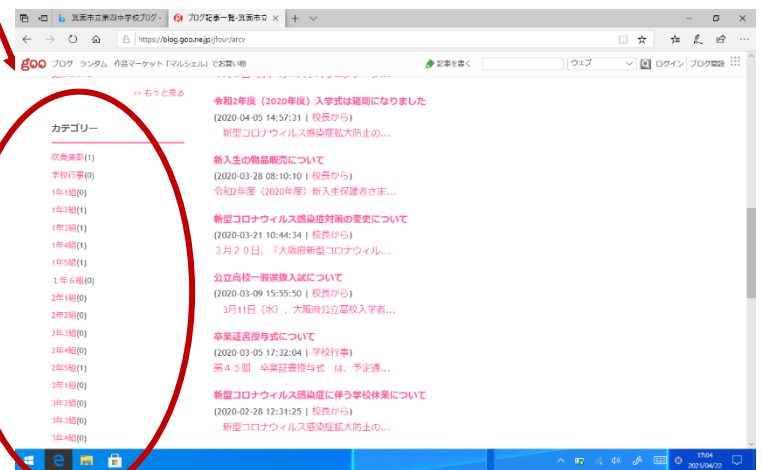 箕面市立第四中学校ブログ -
ブログ記事一覧-箕面市立
https://blog.goo.ne.jp/jfour/arcv
goo ブログ ランダム 作品マーケット「マルシェル」でお買い物 記事を書く ウェブ ログイン ブログ開設
>> もっと見る
カテゴリー
吹奏楽部(1)
学校行事(0)
1年1組(0)
1年2組(1)
1年3組(1)
1年4組(1)
1年5組(1)
１年６組(0)
2年1組(0)
2年2組(0)
2年3組(0)
2年4組(0)
2年5組(1)
3年1組(0)
3年2組(0)
3年3組(0)
3年4組(0)
令和2年度（2020年度）入学式は延期になりました
(2020-04-05 14:57:31 | 校長から)
新型コロナウィルス感染症拡大防止の...
新入生の物品販売について
(2020-03-28 08:10:10 | 校長から)
令和2年度（2020年度）新入生保護者さま...
新型コロナウィルス感染症対策の変更について
(2020-03-21 10:44:34 | 校長から)
３月２０日、「大阪府新型コロナウィル...
公立高校一般選抜入試について
(2020-03-09 15:55:50 | 校長から)
3月11日（水）、大阪府公立高校入学者...
卒業証書授与式について
(2020-03-05 17:32:04 | 学校行事)
第４５回　卒業証書授与式　は、予定通...
新型コロナウィルス感染症に伴う学校休業について
(2020-02-28 12:31:25 | 校長から)
新型コロナウィルス感染症拡大防止の...
17:04
2021/04/22